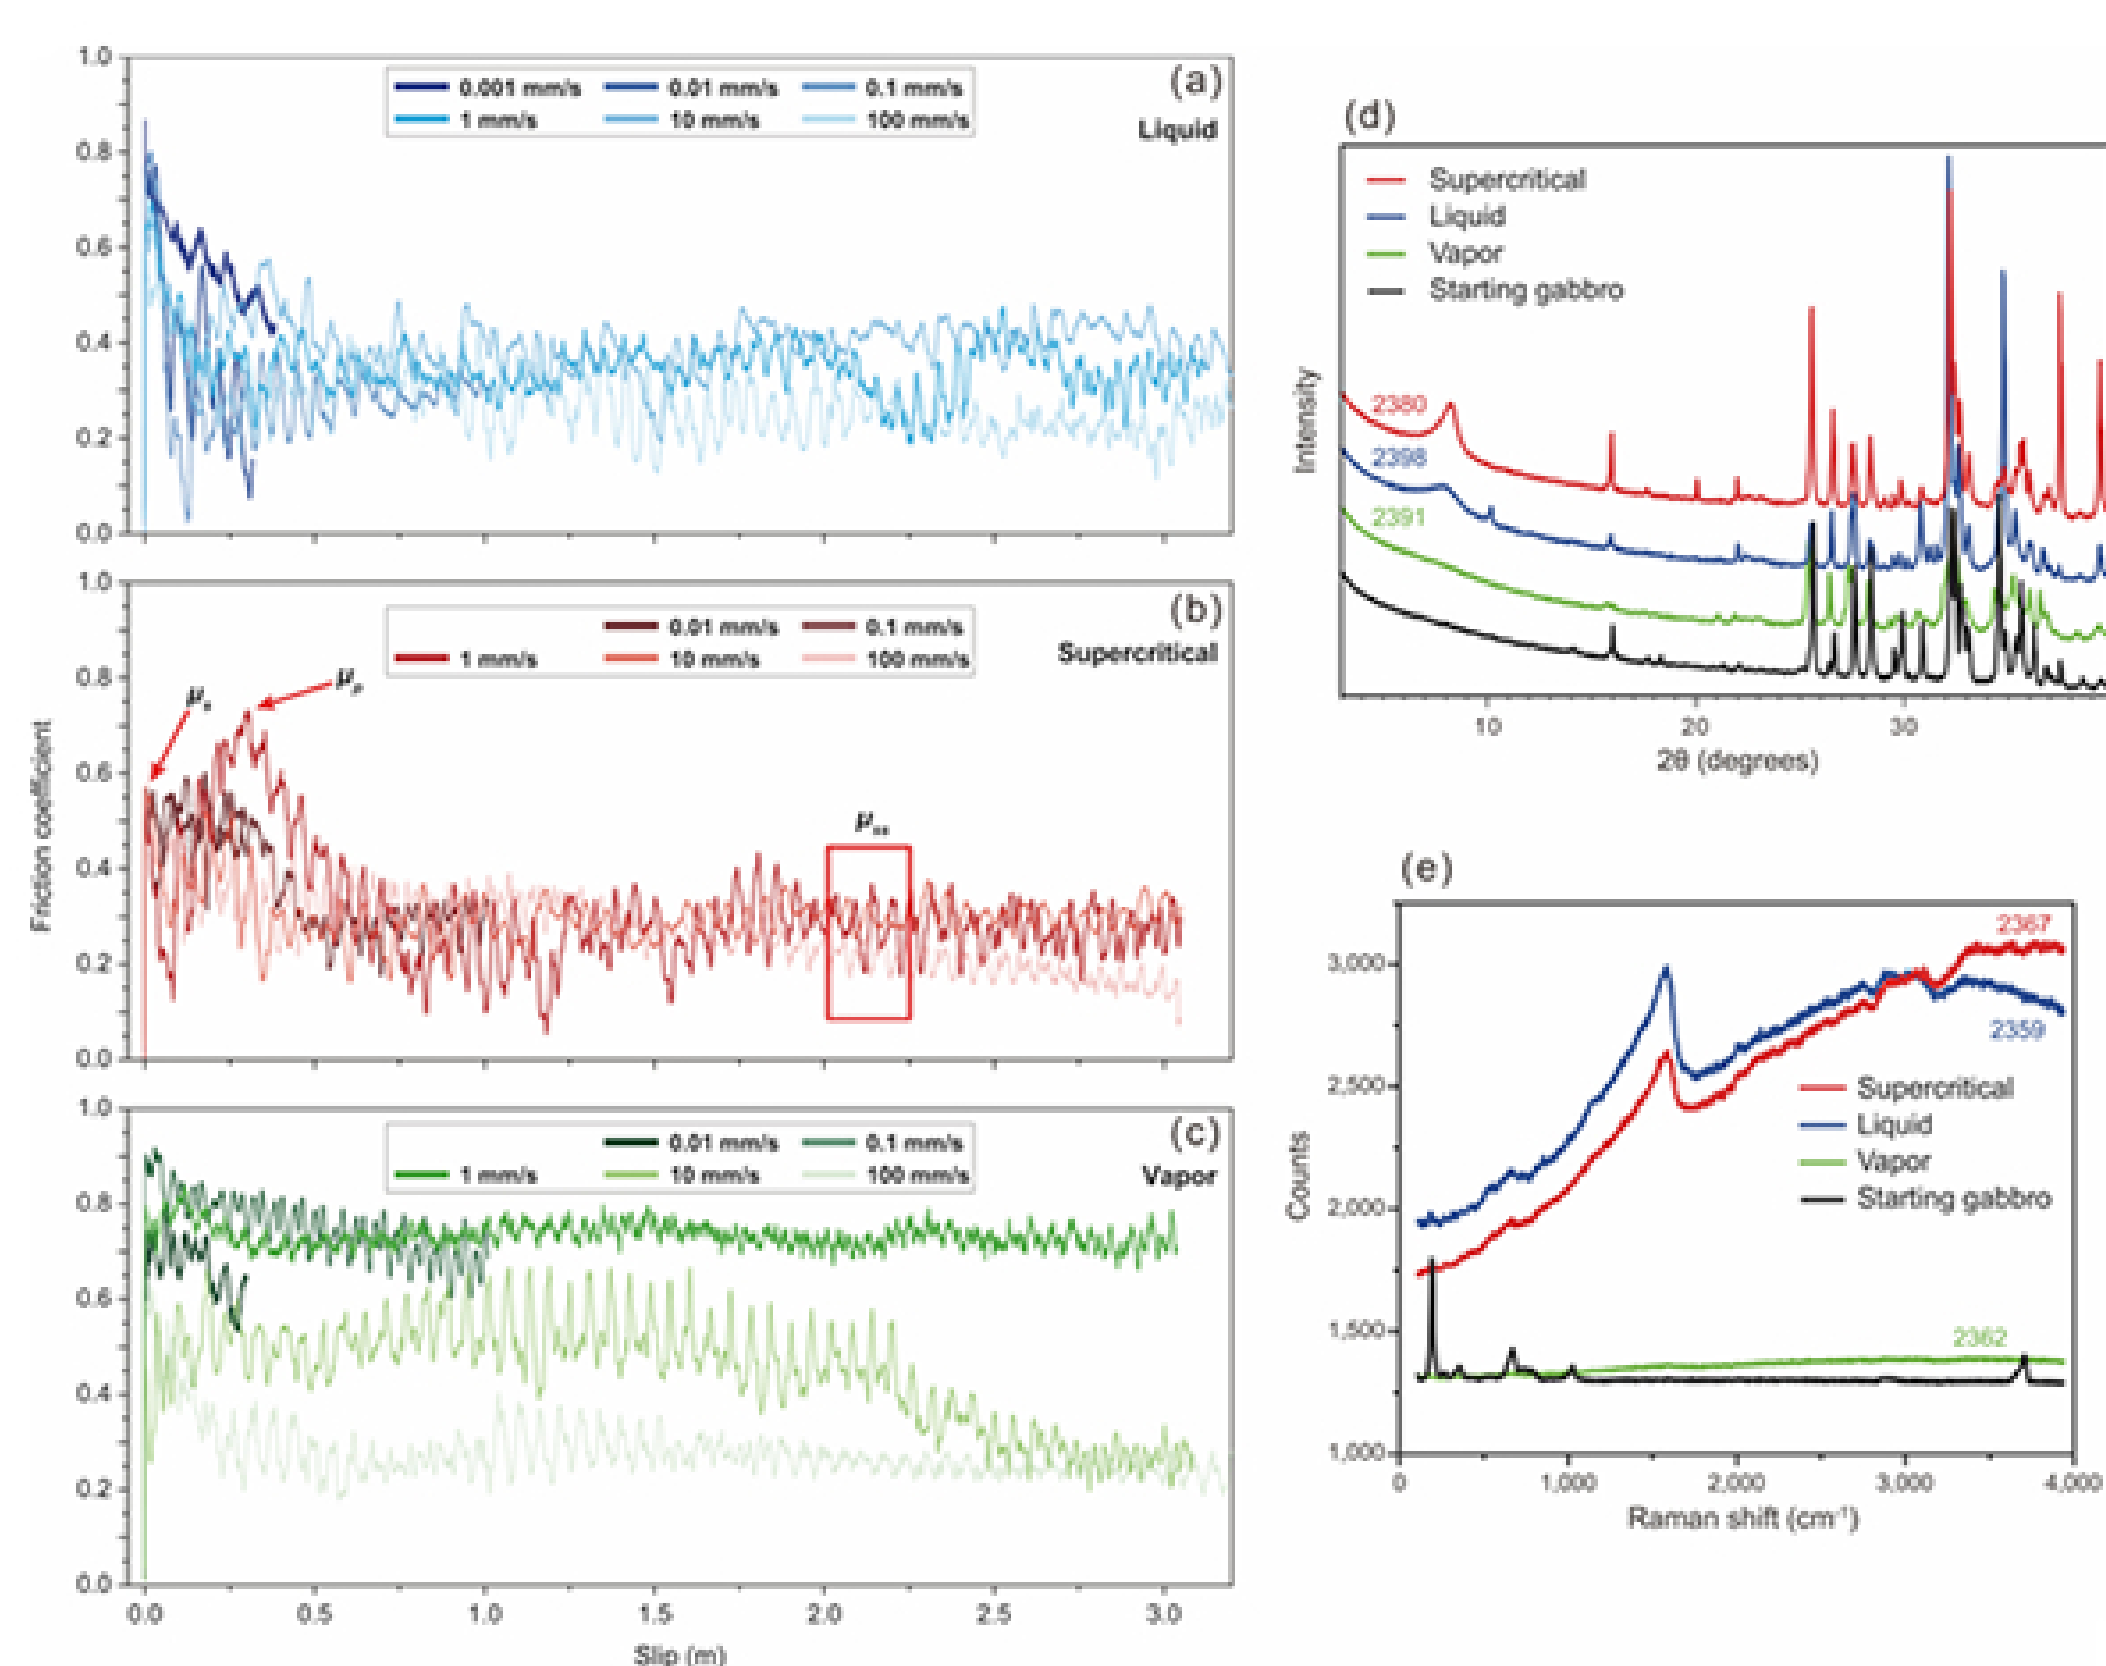 (a)
Liquid
0.001 mm/s 0.01 mm/s 0.1 mm/s
1 mm/s 10 mm/s 100 mm/s
1.0
0.8
0.6
0.4
0.2
0.0
(b)
Supercritical
0.01 mm/s 0.1 mm/s
1 mm/s 10 mm/s 100 mm/s
μs
μp
μss
1.0
0.8
0.6
0.4
0.2
0.0
Friction coefficient
(c)
Vapor
0.01 mm/s 0.1 mm/s
1 mm/s 10 mm/s 100 mm/s
1.0
0.8
0.6
0.4
0.2
0.0
0.0 0.5 1.0 1.5 2.0 2.5 3.0
Slip (m)
(d)
Supercritical
Liquid
Vapor
Starting gabbro
2380
2398
2391
Intensity
10 20 30
2θ (degrees)
(e)
2367
2359
Supercritical
Liquid
Vapor
Starting gabbro
2362
3,000
2,500
2,000
1,500
1,000
Counts
0 1,000 2,000 3,000 4,000
Raman shift (cm⁻¹)